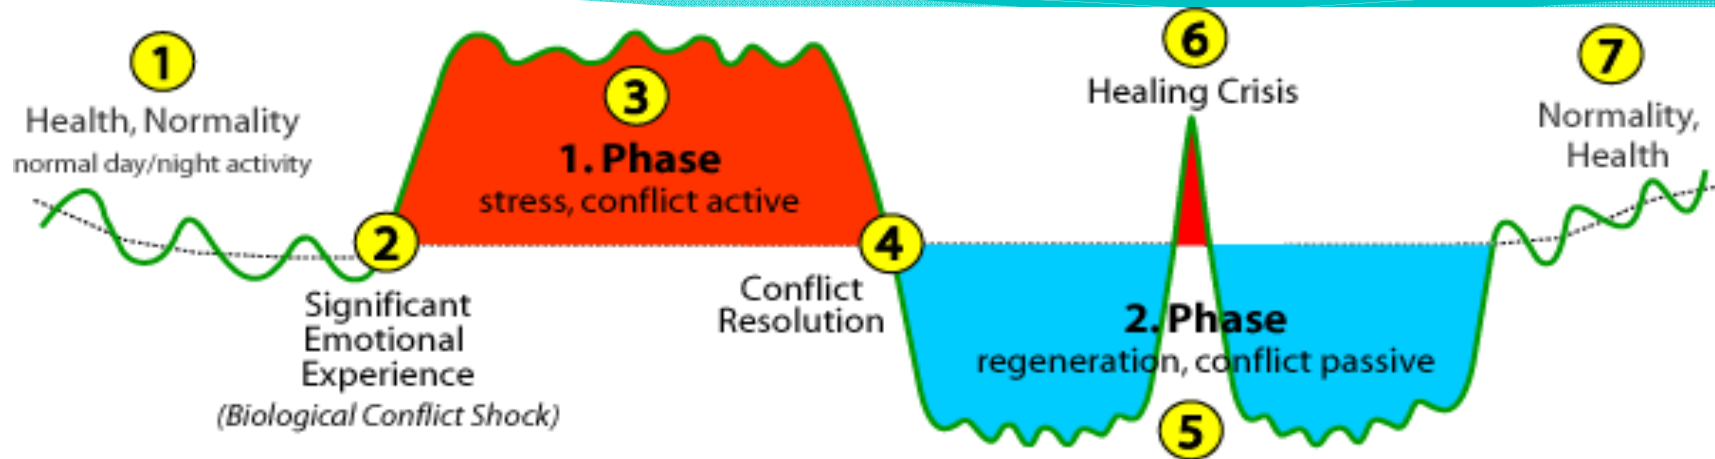 1
Health, Normality
normal day/night activity
2
Significant
Emotional
Experience
(Biological Conflict Shock)
3
1. Phase
stress, conflict active
4
Conflict
Resolution
6
Healing Crisis
2. Phase
regeneration, conflict passive
5
7
Normality,
Health